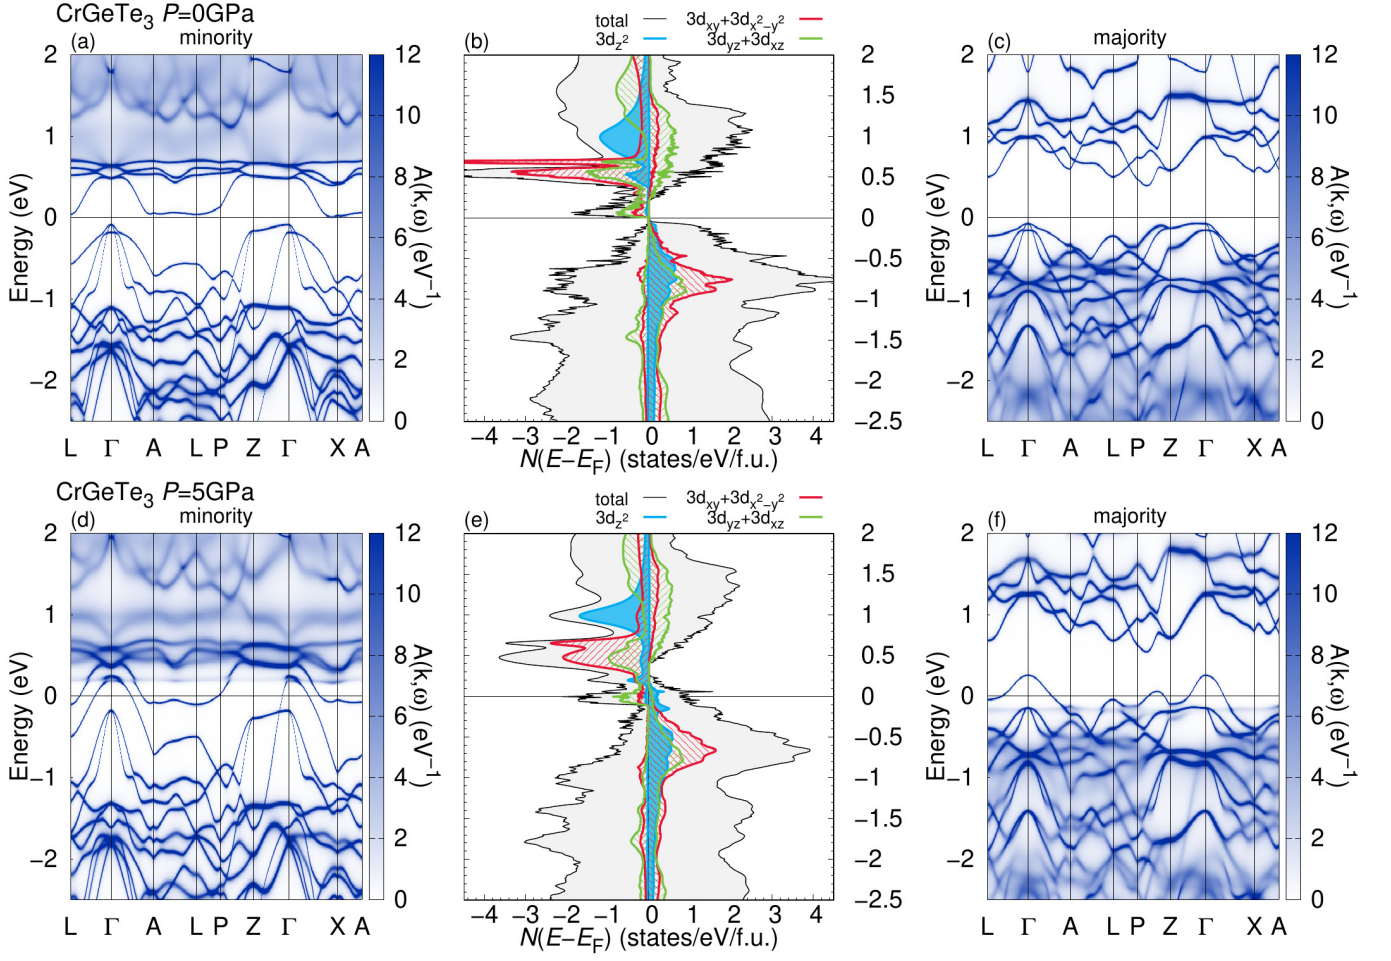 CrGeTe3 P=0GPa
(a) minority
2
1
0
−1
−2
Energy (eV)
L Γ A L P Z Γ X A
12
10
8
6
4
2
0
A(k,ω) (eV−1)
total 3dxy+3dx2−y2
3dz2 3dyz+3dxz
(b)
2
1.5
1
0.5
0
−0.5
−1
−1.5
−2
−2.5
−4 −3 −2 −1 0 1 2 3 4
N(E−EF) (states/eV/f.u.)
(c) majority
2
1
0
−1
−2
Energy (eV)
L Γ A L P Z Γ X A
12
10
8
6
4
2
0
A(k,ω) (eV−1)
CrGeTe3 P=5GPa
(d) minority
2
1
0
−1
−2
Energy (eV)
L Γ A L P Z Γ X A
12
10
8
6
4
2
0
A(k,ω) (eV−1)
total 3dxy+3dx2−y2
3dz2 3dyz+3dxz
(e)
2
1.5
1
0.5
0
−0.5
−1
−1.5
−2
−2.5
−4 −3 −2 −1 0 1 2 3 4
N(E−EF) (states/eV/f.u.)
(f) majority
2
1
0
−1
−2
Energy (eV)
L Γ A L P Z Γ X A
12
10
8
6
4
2
0
A(k,ω) (eV−1)